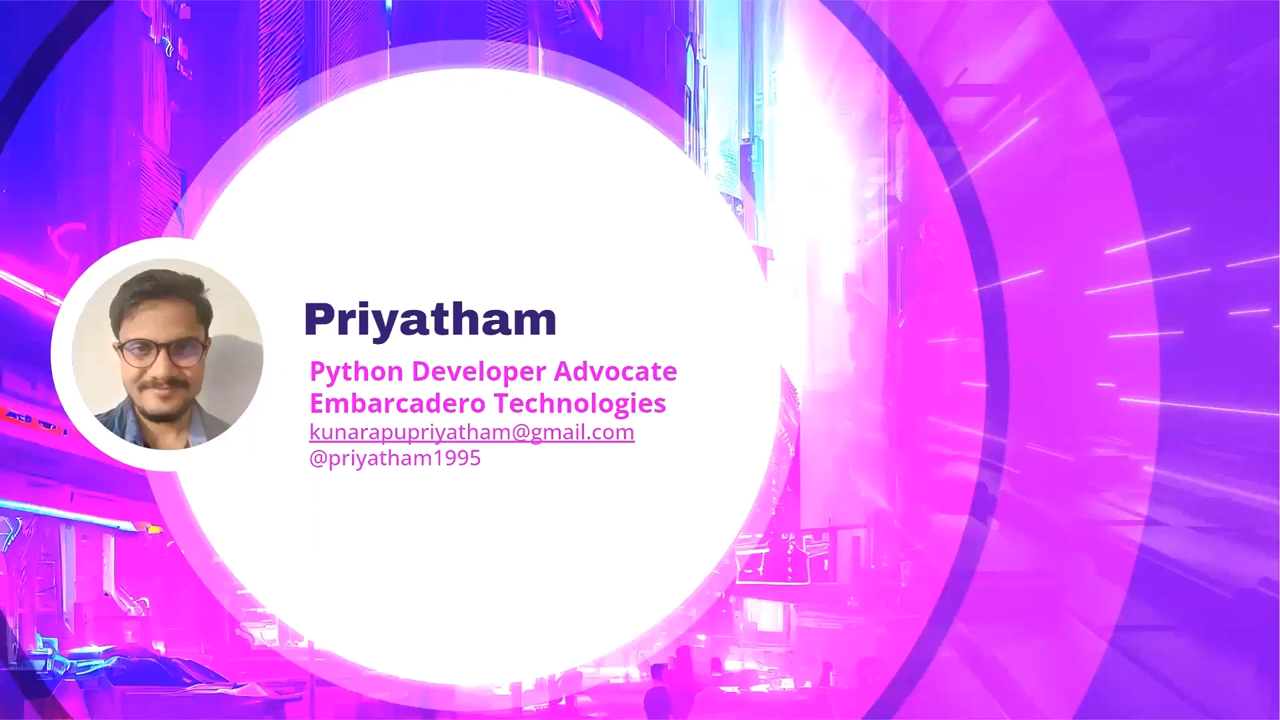 Priyatham
Python Developer Advocate
Embarcadero Technologies
kunarapupriyatham@gmail.com
@priyatham1995